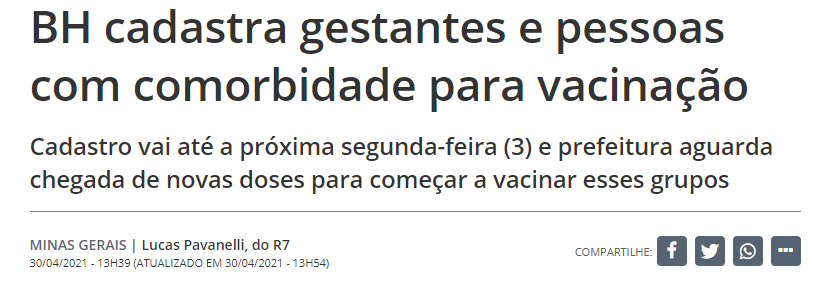 BH cadastra gestantes e pessoas
com comorbidade para vacinação
Cadastro vai até a próxima segunda-feira (3) e prefeitura aguarda
chegada de novas doses para começar a vacinar esses grupos
MINAS GERAIS | Lucas Pavanelli, do R7
30/04/2021 - 13H39 (ATUALIZADO EM 30/04/2021 - 13H54)
COMPARTILHE: